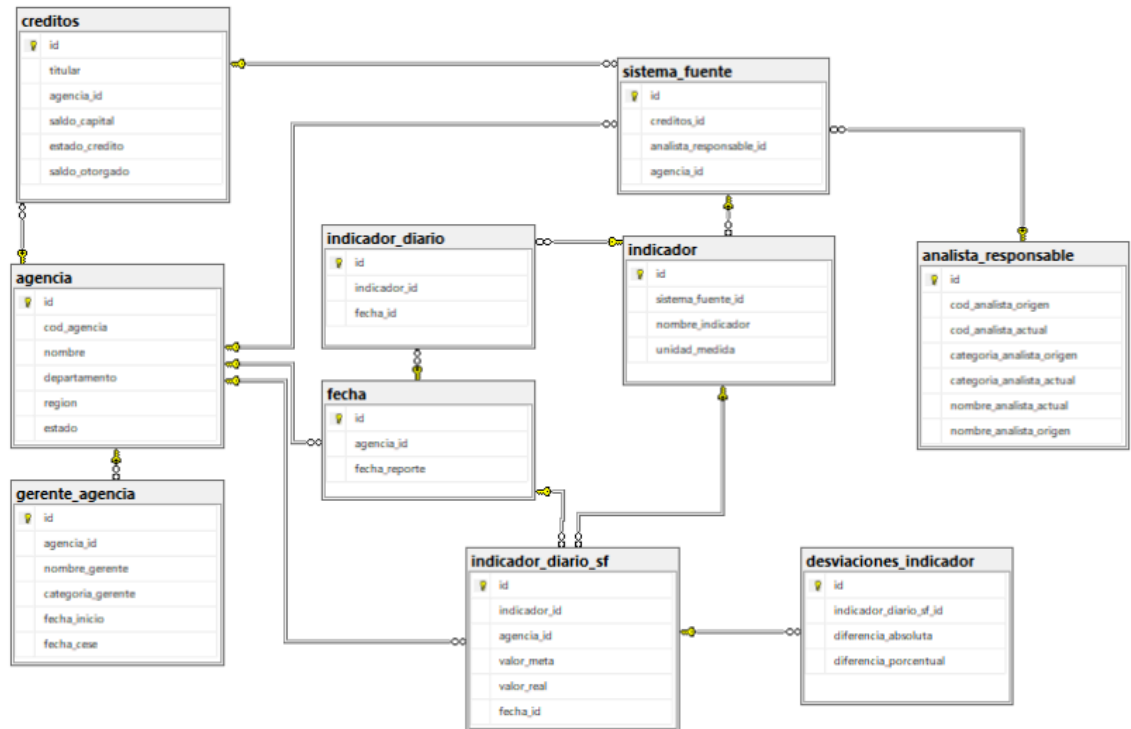 creditos
id
titular
agencia_id
saldo_capital
estado_credito
saldo_otorgado
sistema_fuente
id
creditos_id
analista_responsable_id
agencia_id
indicador_diario
id
indicador_id
fecha_id
indicador
id
sistema_fuente_id
nombre_indicador
unidad_medida
analista_responsable
id
cod_analista_origen
cod_analista_actual
categoria_analista_origen
categoria_analista_actual
nombre_analista_actual
nombre_analista_origen
agencia
id
cod_agencia
nombre
departamento
region
estado
fecha
id
agencia_id
fecha_reporte
gerente_agencia
id
agencia_id
nombre_gerente
categoria_gerente
fecha_inicio
fecha_cese
indicador_diario_sf
id
indicador_id
agencia_id
valor_meta
valor_real
fecha_id
desviaciones_indicador
id
indicador_diario_sf_id
diferencia_absoluta
diferencia_porcentual